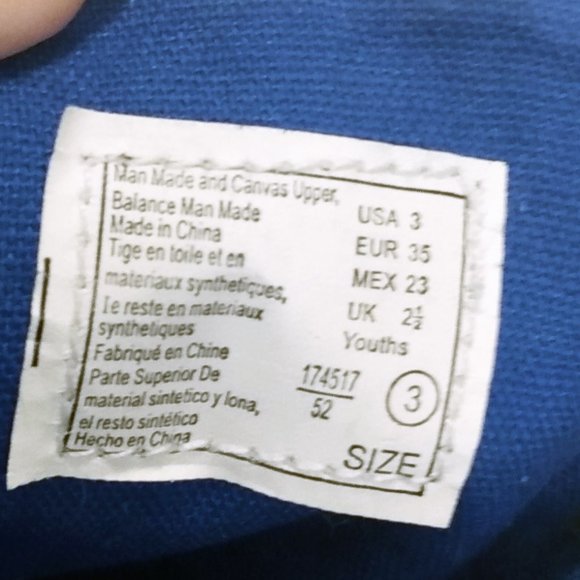 Man Made and Canvas Upper,
Balance Man Made
Made in China
Tige en toile et en
materiaux synthetiques,
Ie reste en materiaux
synthetiques
Fabriqué en Chine
Parte Superior De
material sintetico y lona,
el resto sintético
Hecho en China
USA 3
EUR 35
MEX 23
UK 2½
Youths
174517
52
3
SIZE